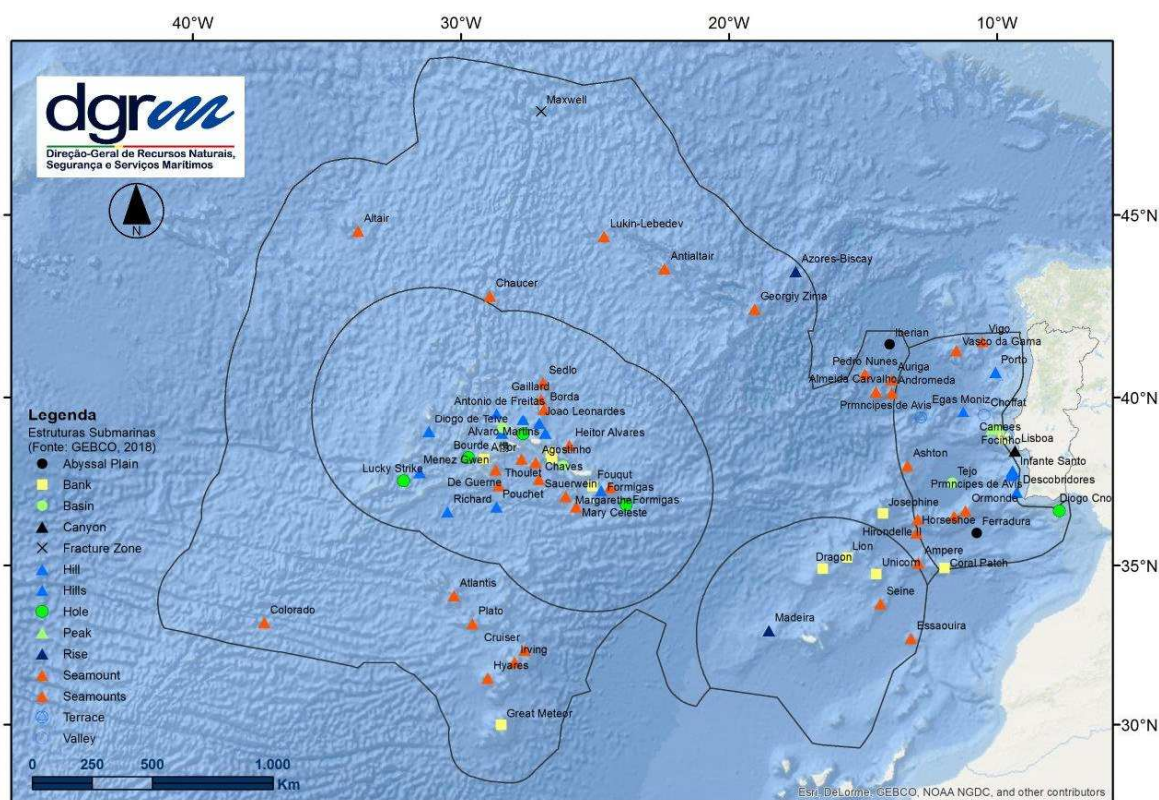 40°W 30°W 20°W 10°W
dgrm
Direção-Geral de Recursos Naturais,
Segurança e Serviços Marítimos
N
Maxwell
Altair
Lukin-Lebedev
45°N
Antialtair
Azores-Biscay
Chaucer
Georgiy Zima
Iberian
Vigo
Vasco da Gama
Pedro Nunes
Porto
Auriga
Almeida Carvalho
Andromeda
Sedlo
Gaillard
Borda
Antonio de Freitas
Joao Leonardes
Prmncipes de Avis
Egas Moniz
Choffat
40°N
Diogo de Teive
Alvaro Martins
Heitor Alvares
Camees
Focinho
Lisboa
Bourde
Agostinho
Infante Santo
Lucky Strike
Menez Gwen
Thoulet
Chaves
Ashton
Tejo
Descobridores
De Guerne
Sauerwein
Fouqut
Formigas
Prmncipes de Avis
Richard
Pouchet
Margarethe
Formigas
Mary Celeste
Josephine
Ormonde
Diogo Cno
Horseshoe
Ferradura
Hirondelle II
Lion
Ampere
Dragon
Unicorn
Coral Patch
35°N
Atlantis
Seine
Colorado
Plato
Madeira
Essaouira
Cruiser
Irving
Hyares
Great Meteor
30°N
Legenda
Estruturas Submarinas
(Fonte: GEBCO, 2018)
Abyssal Plain
Bank
Basin
Canyon
Fracture Zone
Hill
Hills
Hole
Peak
Rise
Seamount
Seamounts
Terrace
Valley
0 250 500 1.000
Km
Esri, DeLorme, GEBCO, NOAA NGDC, and other contributors